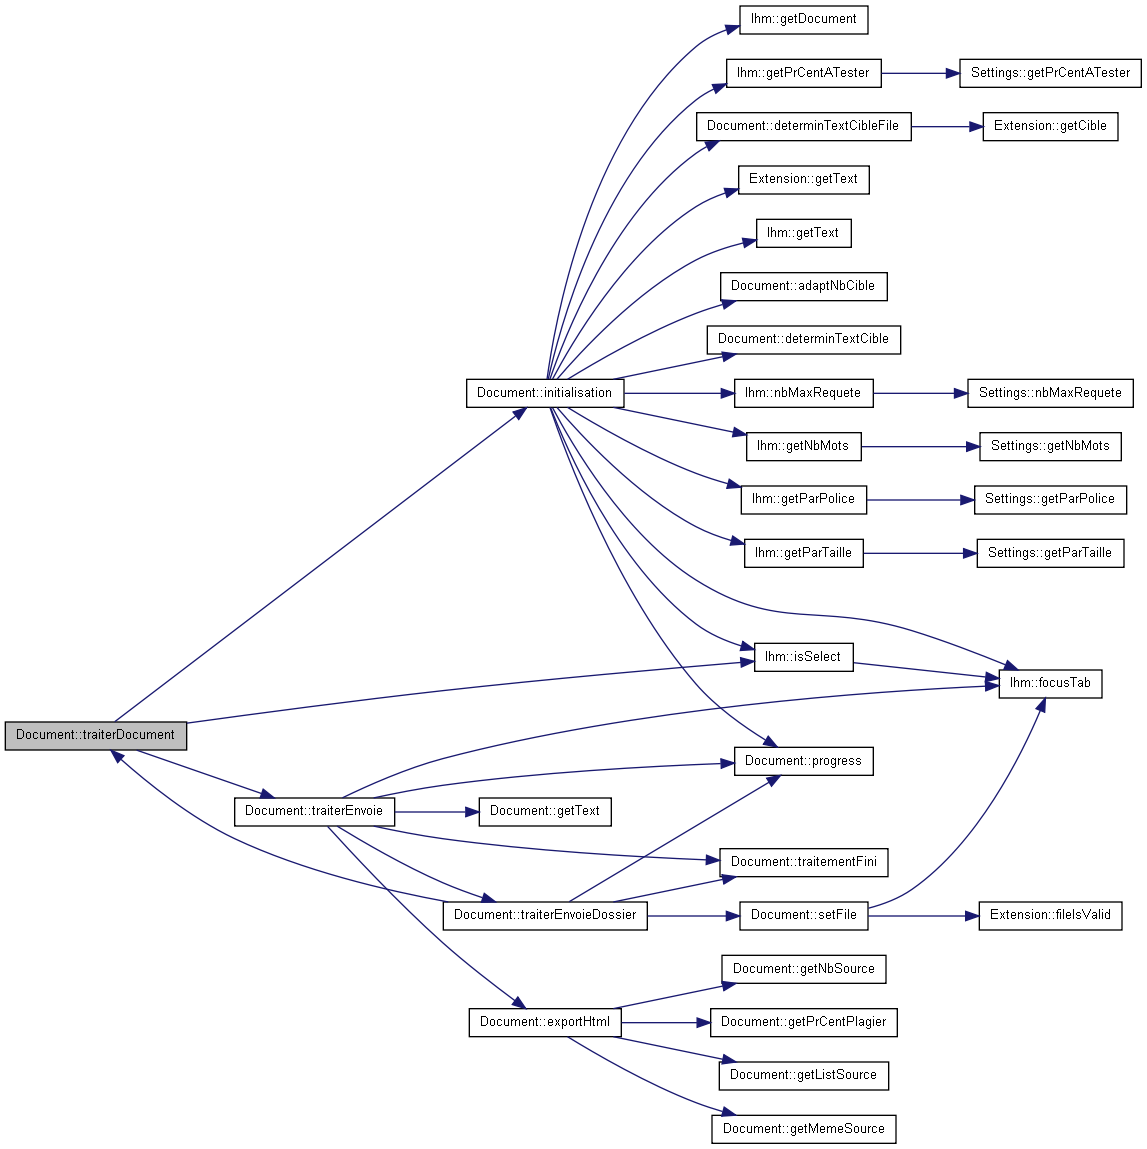 Ihm::getDocument
Ihm::getPrCentATester
Settings::getPrCentATester
Document::determinTextCibleFile
Extension::getCible
Extension::getText
Ihm::getText
Document::adaptNbCible
Document::determinTextCible
Document::initialisation
Ihm::nbMaxRequete
Settings::nbMaxRequete
Ihm::getNbMots
Settings::getNbMots
Ihm::getParPolice
Settings::getParPolice
Ihm::getParTaille
Settings::getParTaille
Ihm::isSelect
Ihm::focusTab
Document::traiterDocument
Document::progress
Document::traiterEnvoie
Document::getText
Document::traitementFini
Document::traiterEnvoieDossier
Document::setFile
Extension::fileIsValid
Document::getNbSource
Document::exportHtml
Document::getPrCentPlagier
Document::getListSource
Document::getMemeSource